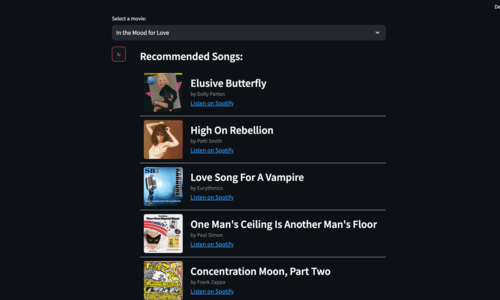 De
Select a movie:
In the Mood for Love
Recommended Songs:
Elusive Butterfly
by Dolly Parton
Listen on Spotify
High On Rebellion
by Patti Smith
Listen on Spotify
Love Song For A Vampire
by Eurythmics
Listen on Spotify
One Man's Ceiling Is Another Man's Floor
by Paul Simon
Listen on Spotify
Concentration Moon, Part Two
by Frank Zappa
Listen on Spotify